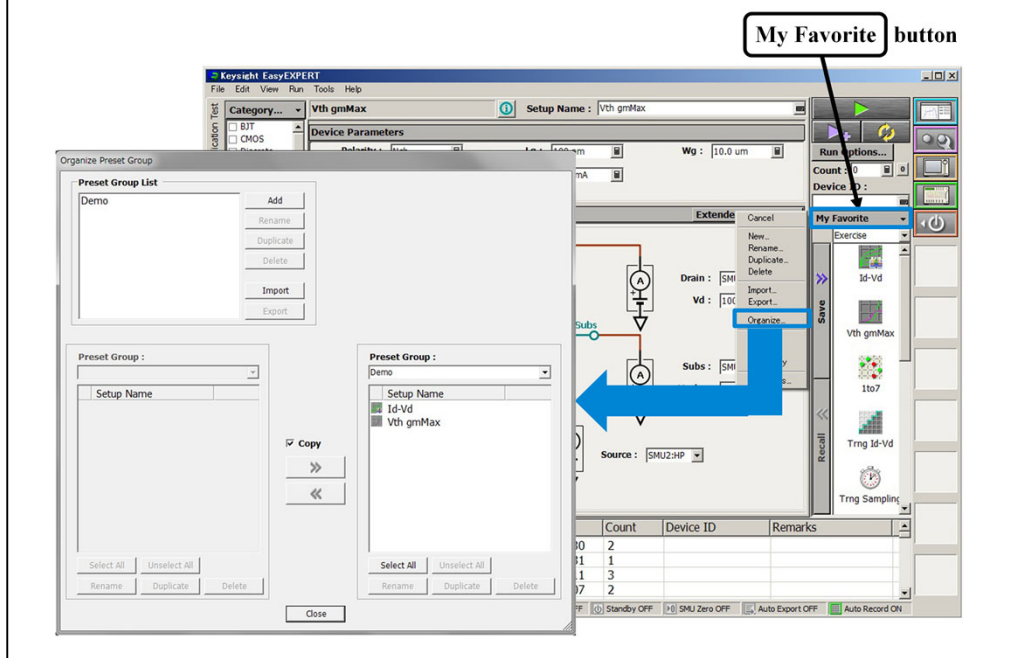 My Favorite button
Keysight EasyEXPERT
File Edit View Run Tools Help
Category... Vth gmMax Setup Name : Vth gmMax
BJT
CMOS
Device Parameters
Wg : 10.0 um
Run Options...
Count : 0 0
Device ID :
My Favorite
Exercise
Id-Vd
Vth gmMax
1to7
Trng Id-Vd
Trng Sampling
Save
Recall
Cancel
New...
Rename...
Duplicate...
Delete
Import...
Export...
Organize...
Drain :
Vd :
Subs
Subs :
Source : SMU2:HP
Organize Preset Group
Preset Group List
Demo
Add
Rename
Duplicate
Delete
Import
Export
Preset Group :
Setup Name
Select All Unselect All
Rename Duplicate Delete
Copy
Preset Group :
Demo
Setup Name
Id-Vd
Vth gmMax
Select All Unselect All
Rename Duplicate Delete
Close
Count Device ID Remarks
2
1
3
2
Standby OFF SMU Zero OFF Auto Export OFF Auto Record ON